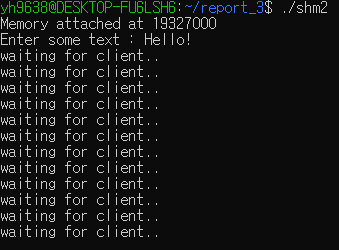 yh9638@DESKTOP-FU6LSH6:~/report_3$ ./shm2
Memory attached at 19327000
Enter some text : Hello!
waiting for client..
waiting for client..
waiting for client..
waiting for client..
waiting for client..
waiting for client..
waiting for client..
waiting for client..
waiting for client..
waiting for client..
waiting for client..
waiting for client..